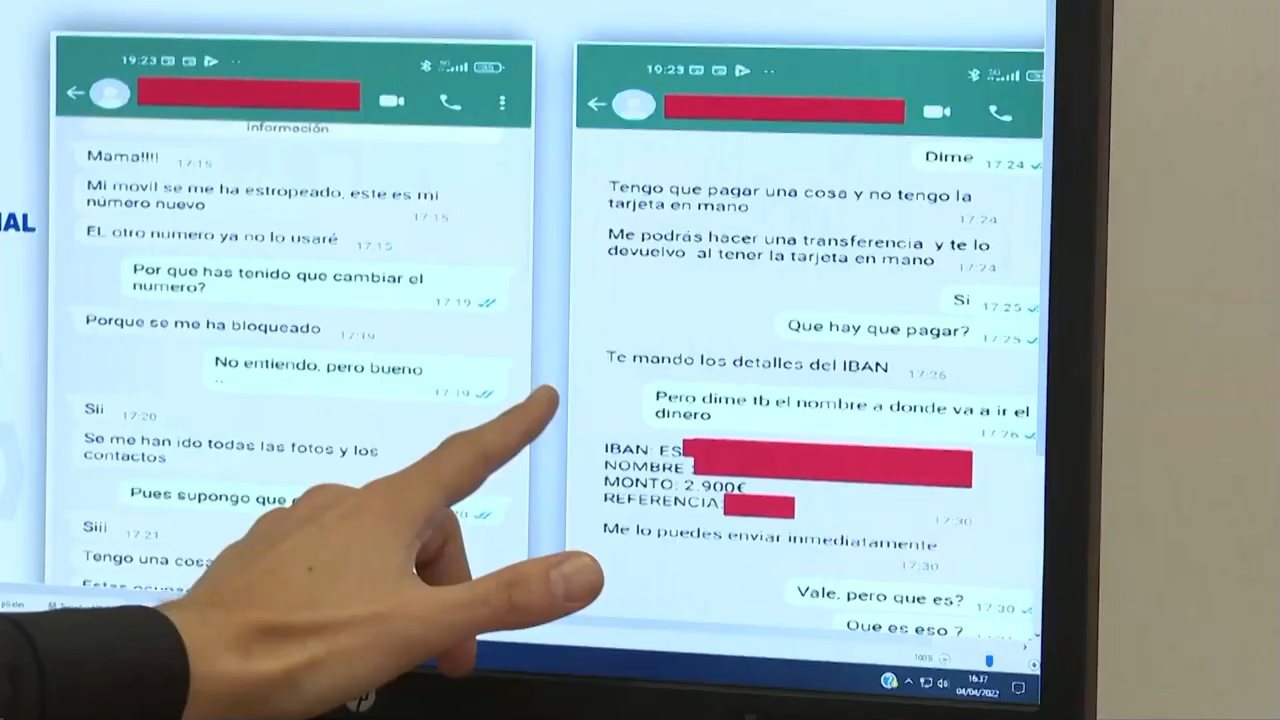 19:23
Información
Mama!!!! 17:15
Mi movil se me ha estropeado, este es mi
número nuevo 17:15
EL otro numero ya no lo usaré 17:15
Por que has tenido que cambiar el
numero? 17:19
Porque se me ha bloqueado 17:19
No entiendo, pero bueno
.. 17:19
Sii 17:20
Se me han ido todas las fotos y los
contactos
Pues supongo que
Siii 17:21
Tengo una cosa
IAL
19:23
Dime 17:24
Tengo que pagar una cosa y no tengo la
tarjeta en mano 17:24
Me podrás hacer una transferencia y te lo
devuelvo al tener la tarjeta en mano 17:24
Si 17:25
Que hay que pagar? 17:25
Te mando los detalles del IBAN 17:26
Pero dime tb el nombre a donde va a ir el
dinero 17:26
IBAN: ES
NOMBRE :
MONTO: 2.900€
REFERENCIA:
17:30
Me lo puedes enviar inmediatamente
17:30
Vale, pero que es? 17:30
Que es eso ?
100%
16:37
04/04/2022
hp